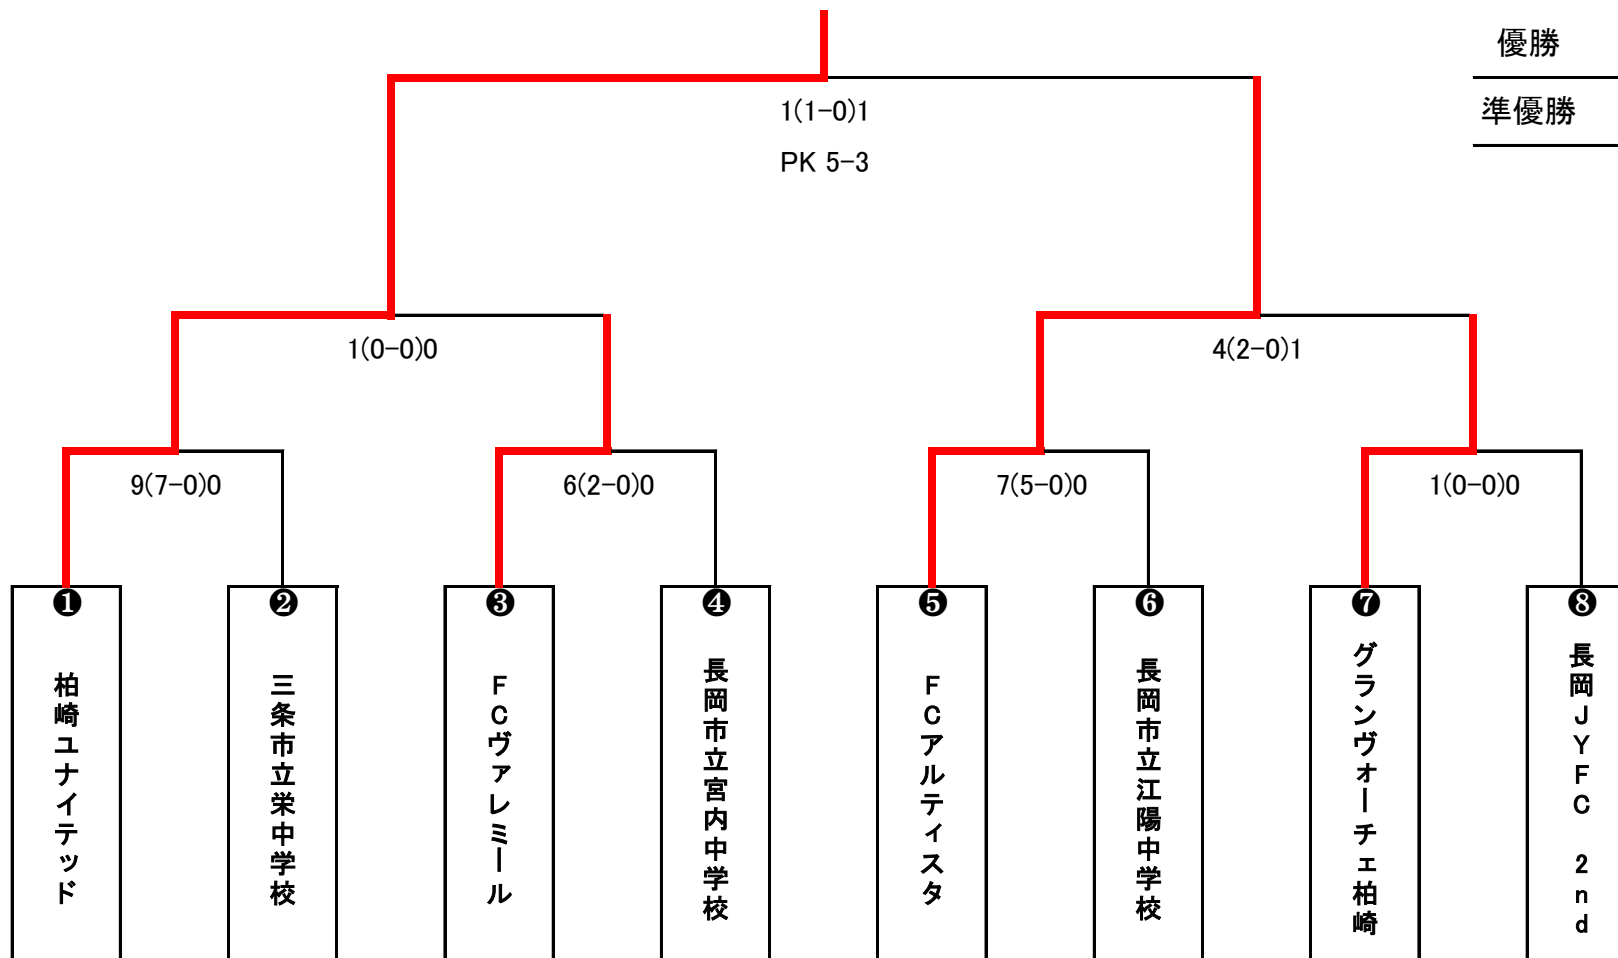 優勝
準優勝
1(1-0)1
PK 5-3
1(0-0)0
4(2-0)1
9(7-0)0
6(2-0)0
7(5-0)0
1(0-0)0
❶
❷
❸
❹
❺
❻
❼
❽
柏崎ユナイテッド
三条市立栄中学校
FCヴァレミール
長岡市立宮内中学校
FCアルティスタ
長岡市立江陽中学校
グランヴォーチェ柏崎
長岡JYFC 2nd